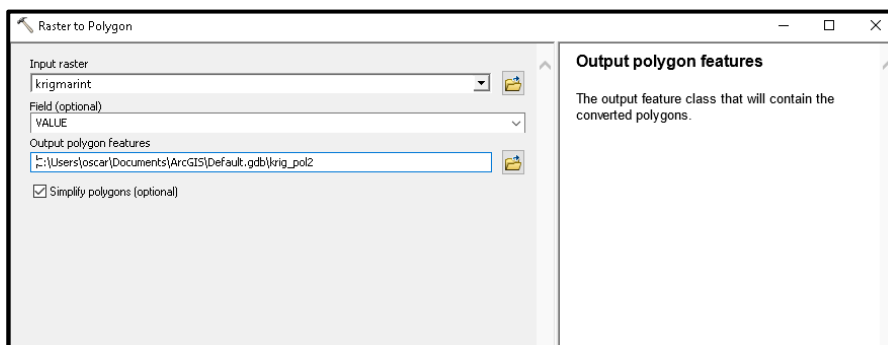 Raster to Polygon
Input raster
krigmarint
Field (optional)
VALUE
Output polygon features
C:\Users\oscar\Documents\ArcGIS\Default.gdb\krig_pol2
Simplify polygons (optional)
Output polygon features
The output feature class that will contain the
converted polygons.